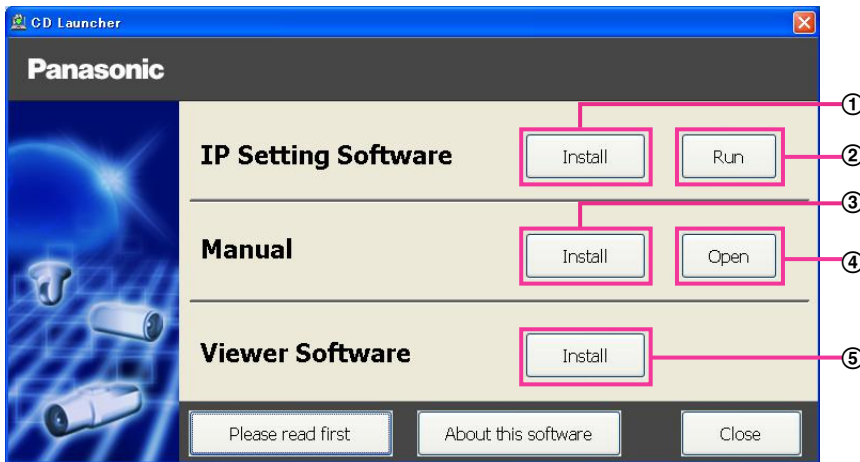 CD Launcher
Panasonic
①
IP Setting Software Install Run ②
③
Manual Install Open ④
Viewer Software Install ⑤
Please read first About this software Close